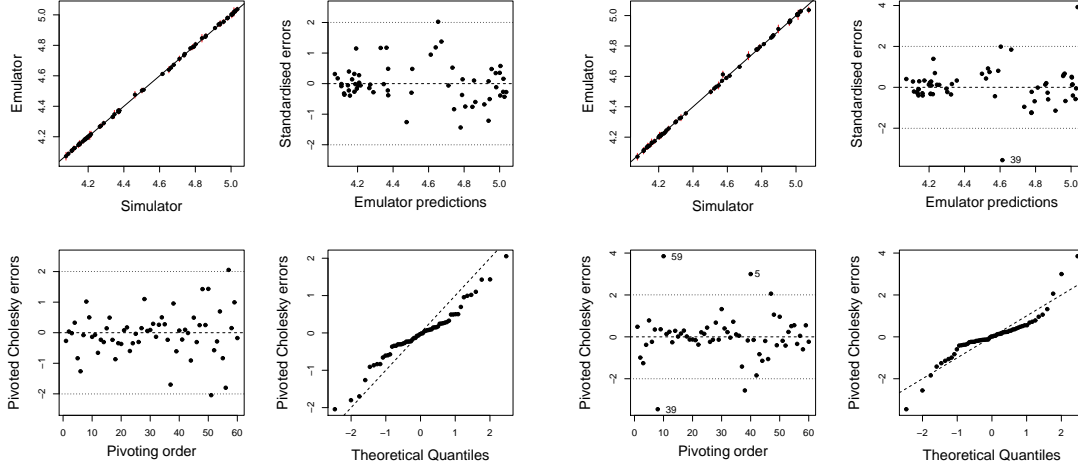 Emulator
4.2 4.4 4.6 4.8 5.0
4.2 4.4 4.6 4.8 5.0
Simulator
Standardised errors
−2 −1 0 1 2
4.2 4.4 4.6 4.8 5.0
Emulator predictions
Emulator
4.2 4.4 4.6 4.8 5.0
4.2 4.4 4.6 4.8 5.0
Simulator
Standardised errors
−2 0 2 4
39
4.2 4.4 4.6 4.8 5.0
Emulator predictions
Pivoted Cholesky errors
−2 −1 0 1 2
0 10 20 30 40 50 60
Pivoting order
Pivoted Cholesky errors
−2 −1 0 1 2
−2 −1 0 1 2
Theoretical Quantiles
Pivoted Cholesky errors
−2 0 2 4
59
5
39
0 10 20 30 40 50 60
Pivoting order
Pivoted Cholesky errors
−2 0 2 4
−2 −1 0 1 2
Theoretical Quantiles